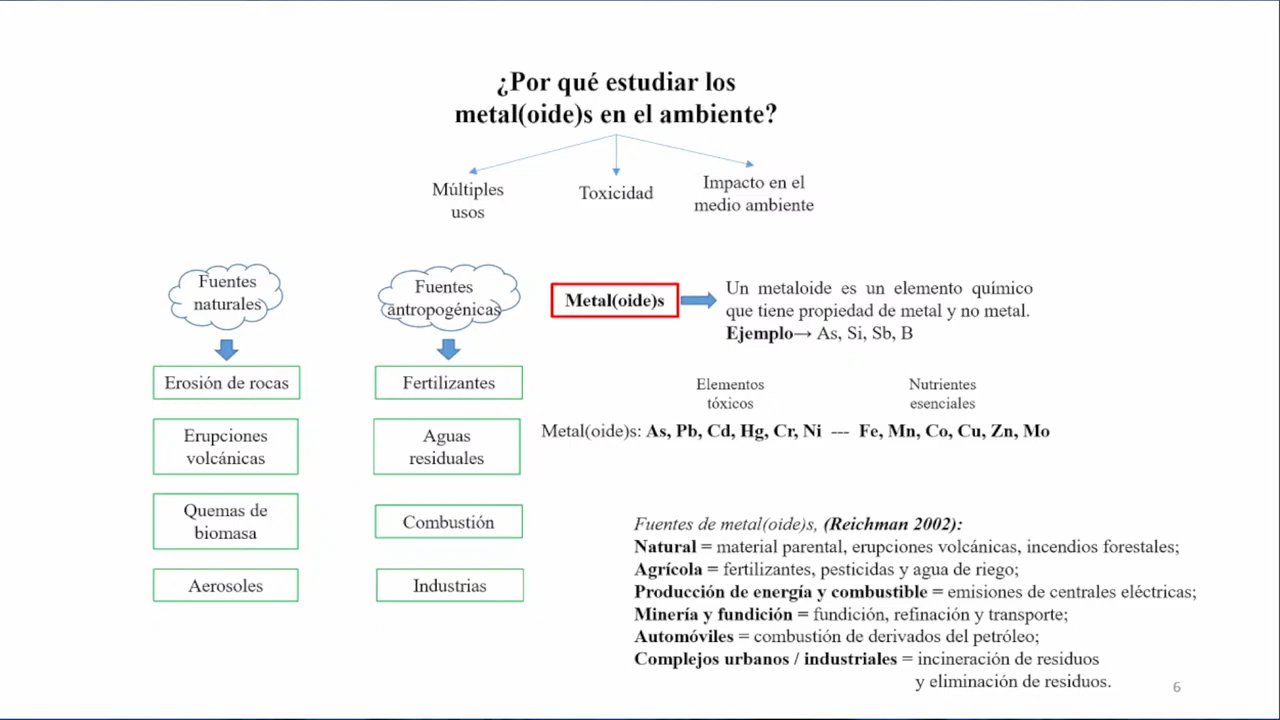 ¿Por qué estudiar los
metal(oide)s en el ambiente?
Múltiples
usos
Toxicidad
Impacto en el
medio ambiente
Fuentes
naturales
Erosión de rocas
Erupciones
volcánicas
Quemas de
biomasa
Aerosoles
Fuentes
antropogénicas
Fertilizantes
Aguas
residuales
Combustión
Industrias
Metal(oide)s
Un metaloide es un elemento químico
que tiene propiedad de metal y no metal.
Ejemplo→ As, Si, Sb, B
Elementos
tóxicos
Nutrientes
esenciales
Metal(oide)s: As, Pb, Cd, Hg, Cr, Ni --- Fe, Mn, Co, Cu, Zn, Mo
Fuentes de metal(oide)s, (Reichman 2002):
Natural = material parental, erupciones volcánicas, incendios forestales;
Agrícola = fertilizantes, pesticidas y agua de riego;
Producción de energía y combustible = emisiones de centrales eléctricas;
Minería y fundición = fundición, refinación y transporte;
Automóviles = combustión de derivados del petróleo;
Complejos urbanos / industriales = incineración de residuos
y eliminación de residuos.
6